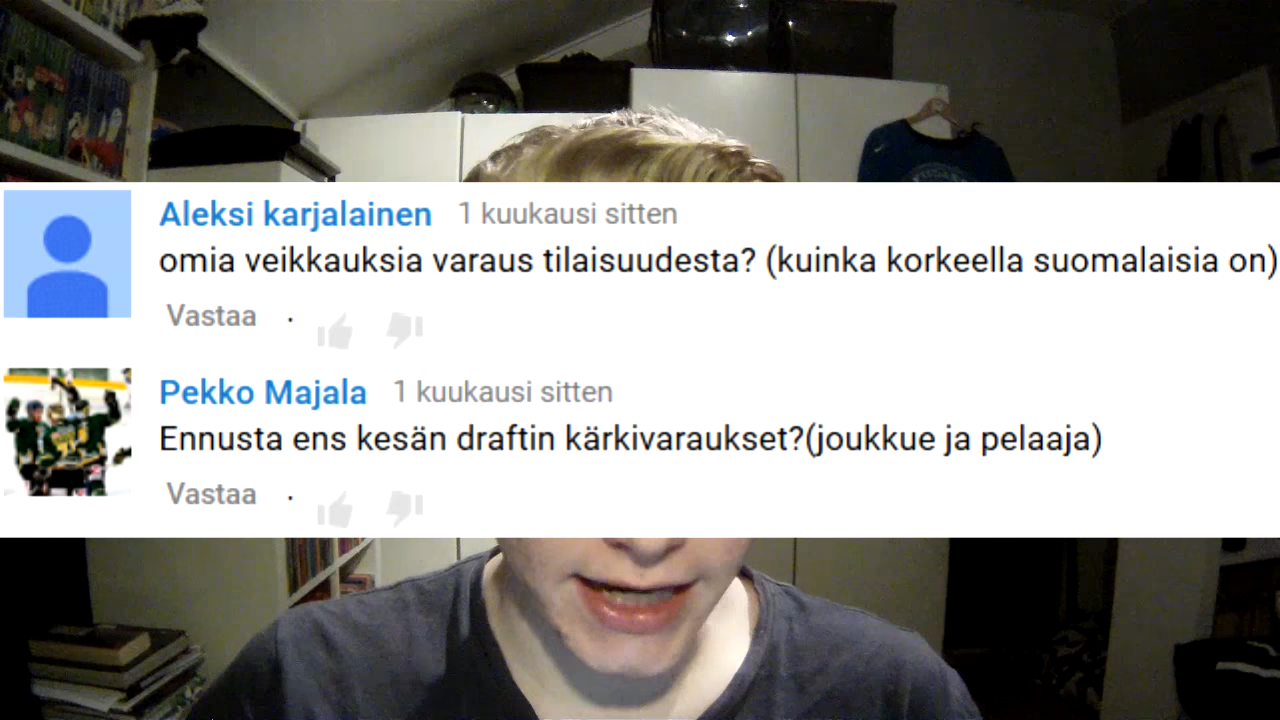 Aleksi karjalainen 1 kuukausi sitten
omia veikkauksia varaus tilaisuudesta? (kuinka korkeella suomalaisia on)
Vastaa ·
Pekko Majala 1 kuukausi sitten
Ennusta ens kesän draftin kärkivaraukset?(joukkue ja pelaaja)
Vastaa ·